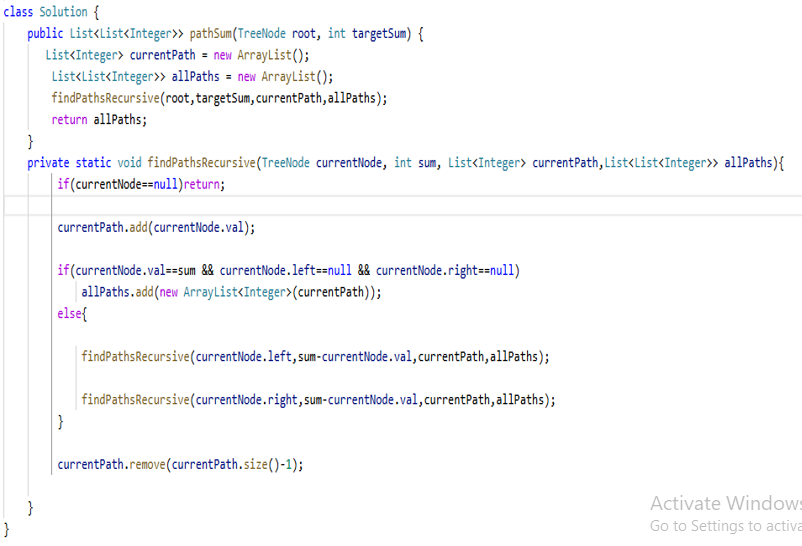 class Solution {
public List<List<Integer>> pathSum(TreeNode root, int targetSum) {
List<Integer> currentPath = new ArrayList();
List<List<Integer>> allPaths = new ArrayList();
findPathsRecursive(root,targetSum,currentPath,allPaths);
return allPaths;
}
private static void findPathsRecursive(TreeNode currentNode, int sum, List<Integer> currentPath,List<List<Integer>> allPaths){
if(currentNode==null)return;
currentPath.add(currentNode.val);
if(currentNode.val==sum && currentNode.left==null && currentNode.right==null)
allPaths.add(new ArrayList<Integer>(currentPath));
else{
findPathsRecursive(currentNode.left,sum-currentNode.val,currentPath,allPaths);
findPathsRecursive(currentNode.right,sum-currentNode.val,currentPath,allPaths);
}
currentPath.remove(currentPath.size()-1);
}
}
Activate Windows
Go to Settings to activa